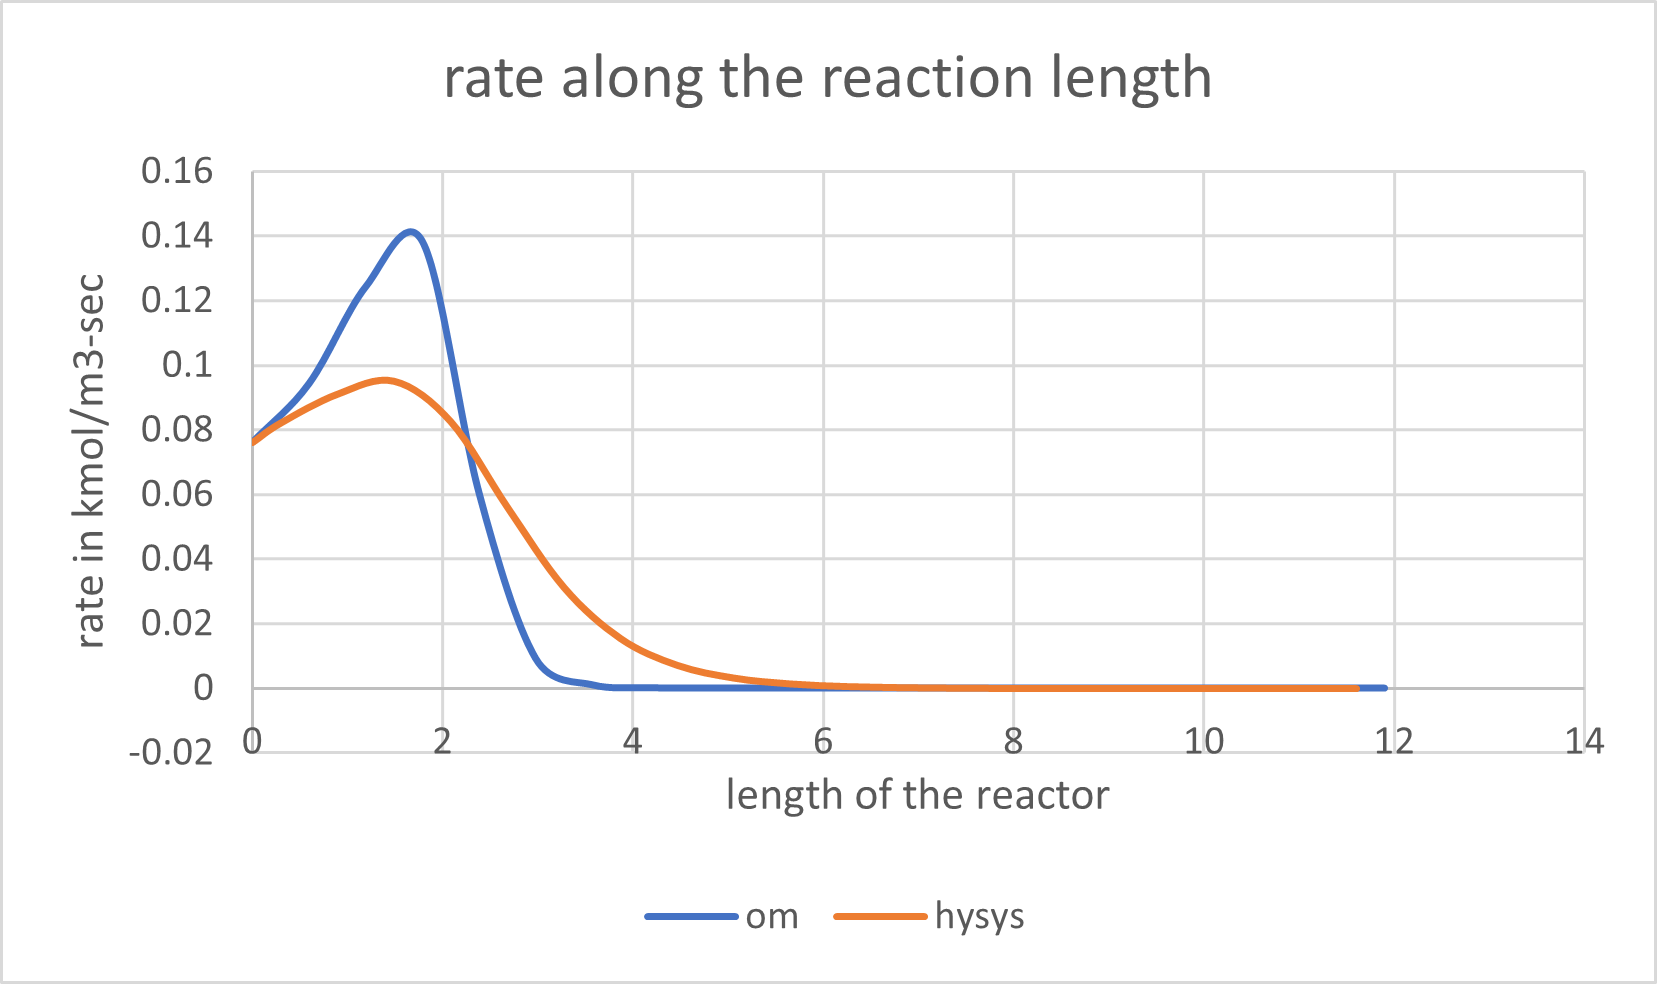 rate along the reaction length
0.16
0.14
0.12
0.1
0.08
0.06
0.04
0.02
0
-0.02
rate in kmol/m3-sec
0 2 4 6 8 10 12 14
length of the reactor
om hysys